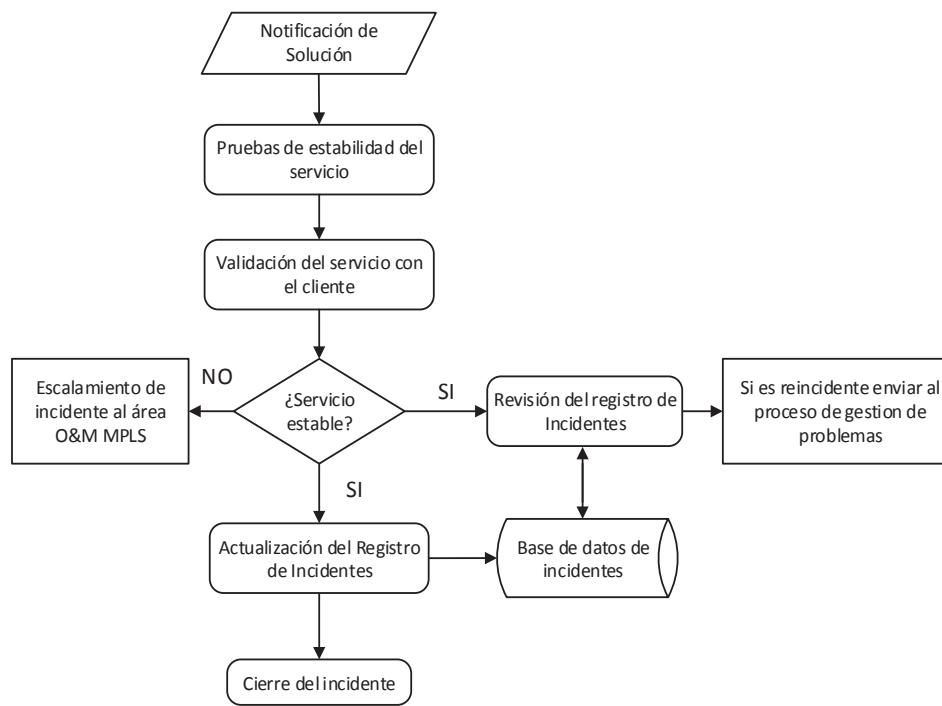 Notificación de
Solución
Pruebas de estabilidad del
servicio
Validación del servicio con
el cliente
NO
SI
Escalamiento de
incidente al área
O&M MPLS
¿Servicio
estable?
Revisión del registro de
Incidentes
Si es reincidente enviar al
proceso de gestion de
problemas
SI
Actualización del Registro
de Incidentes
Base de datos de
incidentes
Cierre del incidente